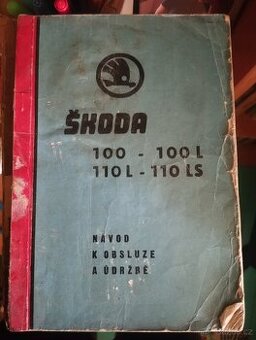 ŠKODA
100 - 100 L
110 L - 110 LS
NÁVOD
K OBSLUZE
A ÚDRŽBĚ